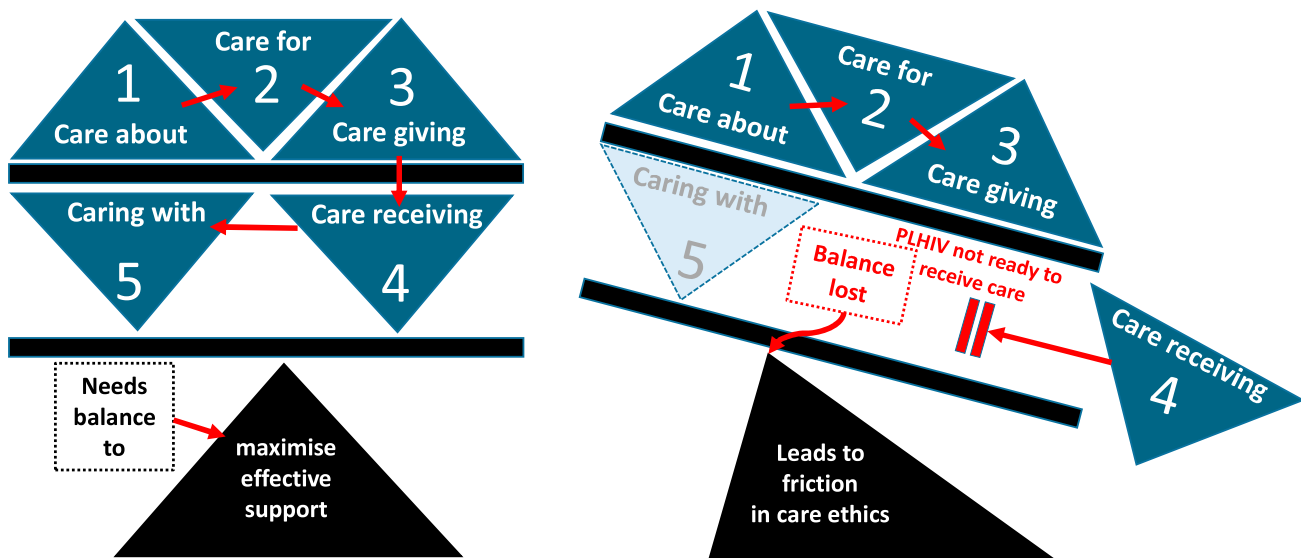 1
Care about
Care for
2
3
Care giving
Caring with
5
Care receiving
4
Needs
balance
to
maximise
effective
support
1
Care about
Care for
2
3
Care giving
Caring with
5
Balance
lost
PLHIV not ready to
receive care
Care receiving
4
Leads to
friction
in care ethics